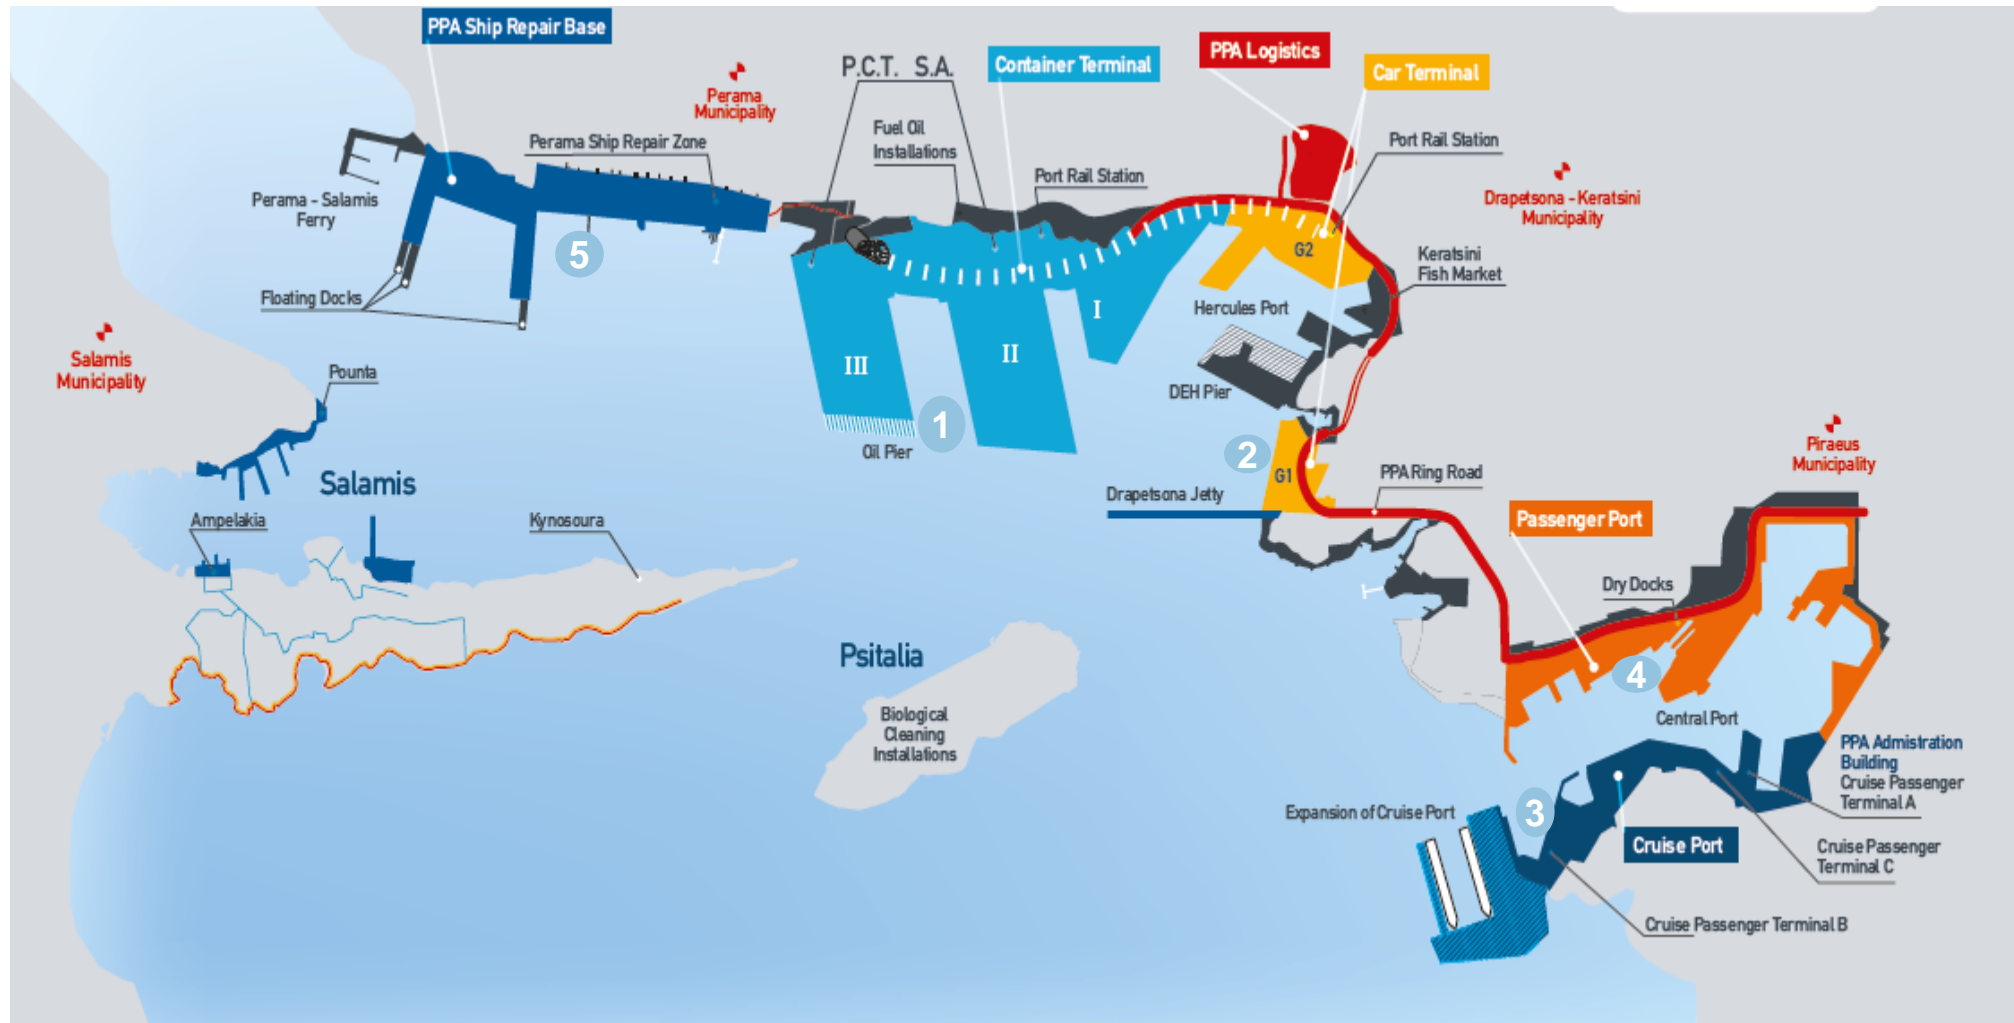 PPA Ship Repair Base
P.C.T. S.A.
Container Terminal
PPA Logistics
Car Terminal
Perama
Municipality
Fuel Oil
Installations
Perama Ship Repair Zone
Port Rail Station
Port Rail Station
Perama - Salamis
Ferry
Drapetsona - Keratsini
Municipality
5
G2
Keratsini
Fish Market
Floating Docks
Hercules Port
I
II
III
Salamis
Municipality
Pounta
DEH Pier
1
Oil Pier
2
G1
Piraeus
Municipality
PPA Ring Road
Drapetsona Jetty
Salamis
Ampelakia
Kynosoura
Passenger Port
Dry Docks
Psitalia
4
Biological
Cleaning
Installations
Central Port
PPA Admistration
Building
Cruise Passenger
Terminal A
Expansion of Cruise Port
3
Cruise Port
Cruise Passenger
Terminal C
Cruise Passenger Terminal B